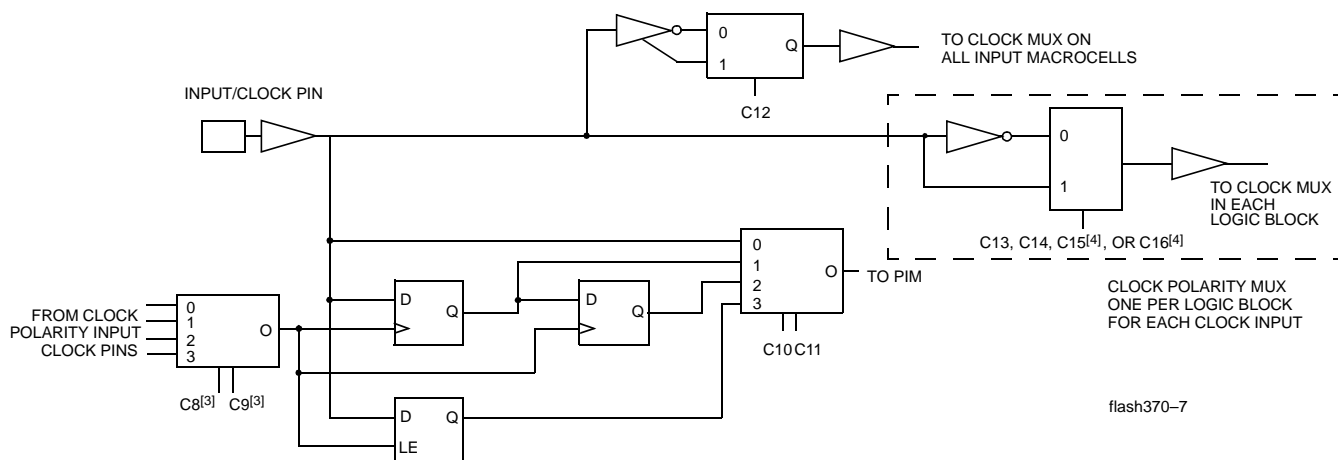 0
1
Q
C12
TO CLOCK MUX ON
ALL INPUT MACROCELLS
INPUT/CLOCK PIN
0
1
TO CLOCK MUX
IN EACH
LOGIC BLOCK
C13, C14, C15[4], OR C16[4]
CLOCK POLARITY MUX
ONE PER LOGIC BLOCK
FOR EACH CLOCK INPUT
0
1
2
3
O
TO PIM
C10 C11
D
Q
D
Q
FROM CLOCK
POLARITY INPUT
CLOCK PINS
0
1
2
3
O
C8[3] C9[3]
D
Q
LE
flash370–7